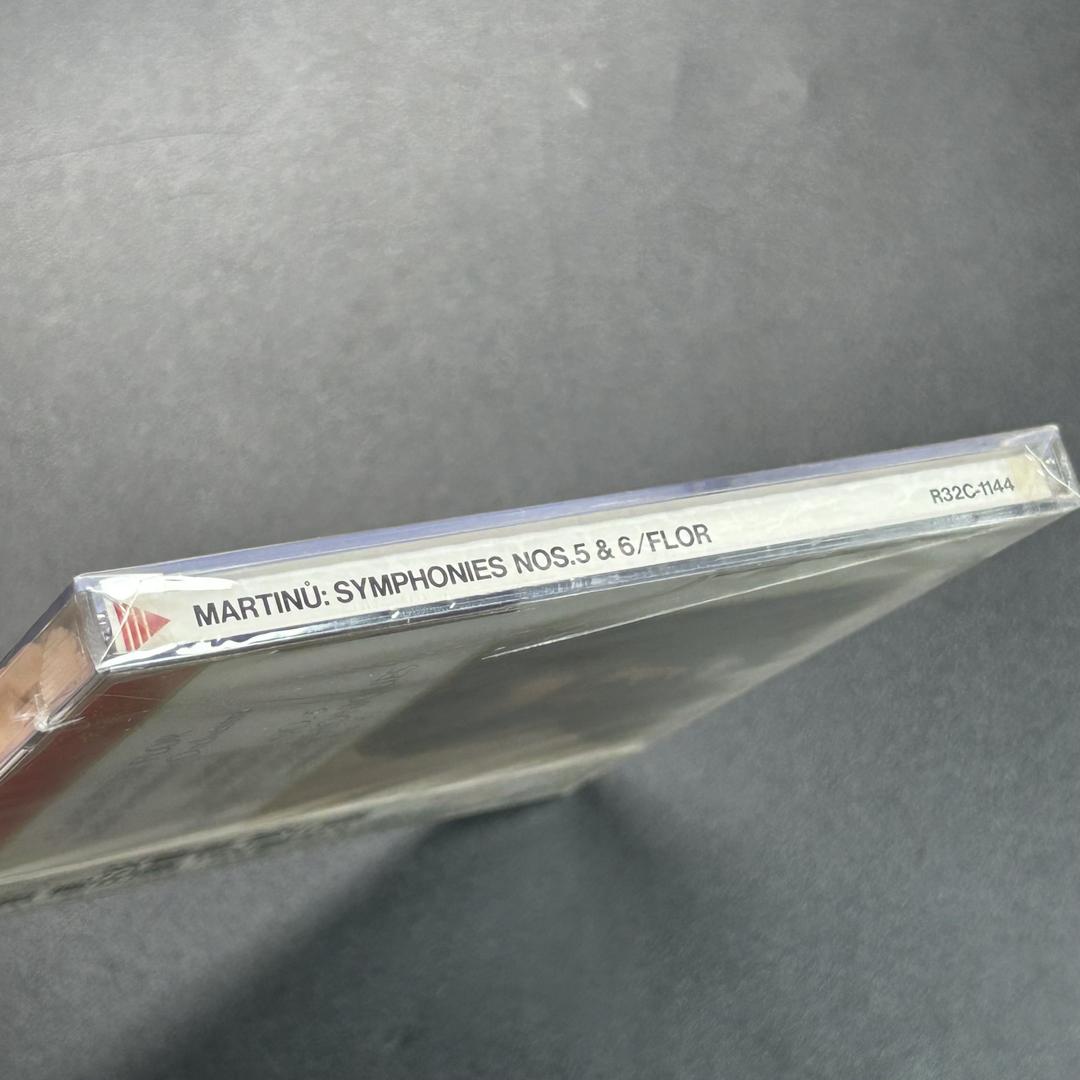 MARTINŮ: SYMPHONIES NOS.5 & 6/FLOR
R32C-1144